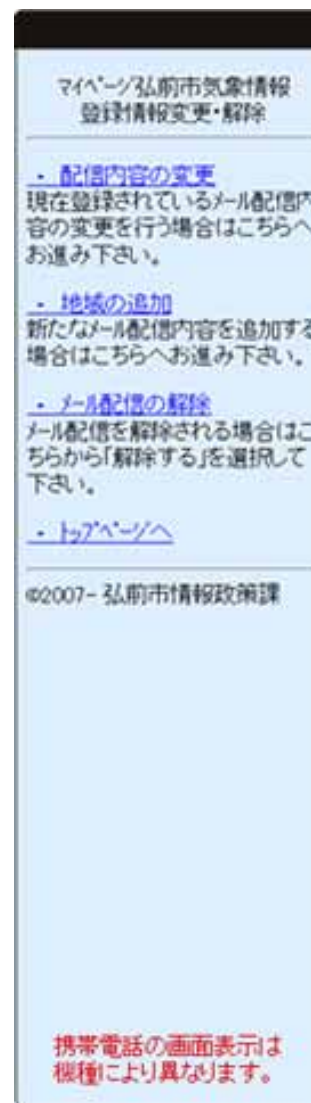 マイページ弘前市気象情報
登録情報変更・解除
・ 配信内容の変更
現在登録されているメール配信内
容の変更を行う場合はこちらへ
お進み下さい。
・ 地域の追加
新たなメール配信内容を追加する
場合はこちらへお進み下さい。
・ メール配信の解除
メール配信を解除される場合はこ
ちらから「解除する」を選択して
下さい。
・ トップページへ
©2007- 弘前市情報政策課
携帯電話の画面表示は
機種により異なります。